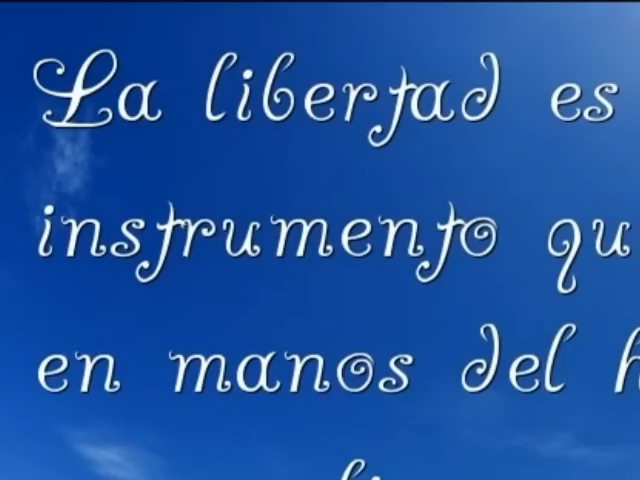 La libertad es
instrumento qu
en manos del h